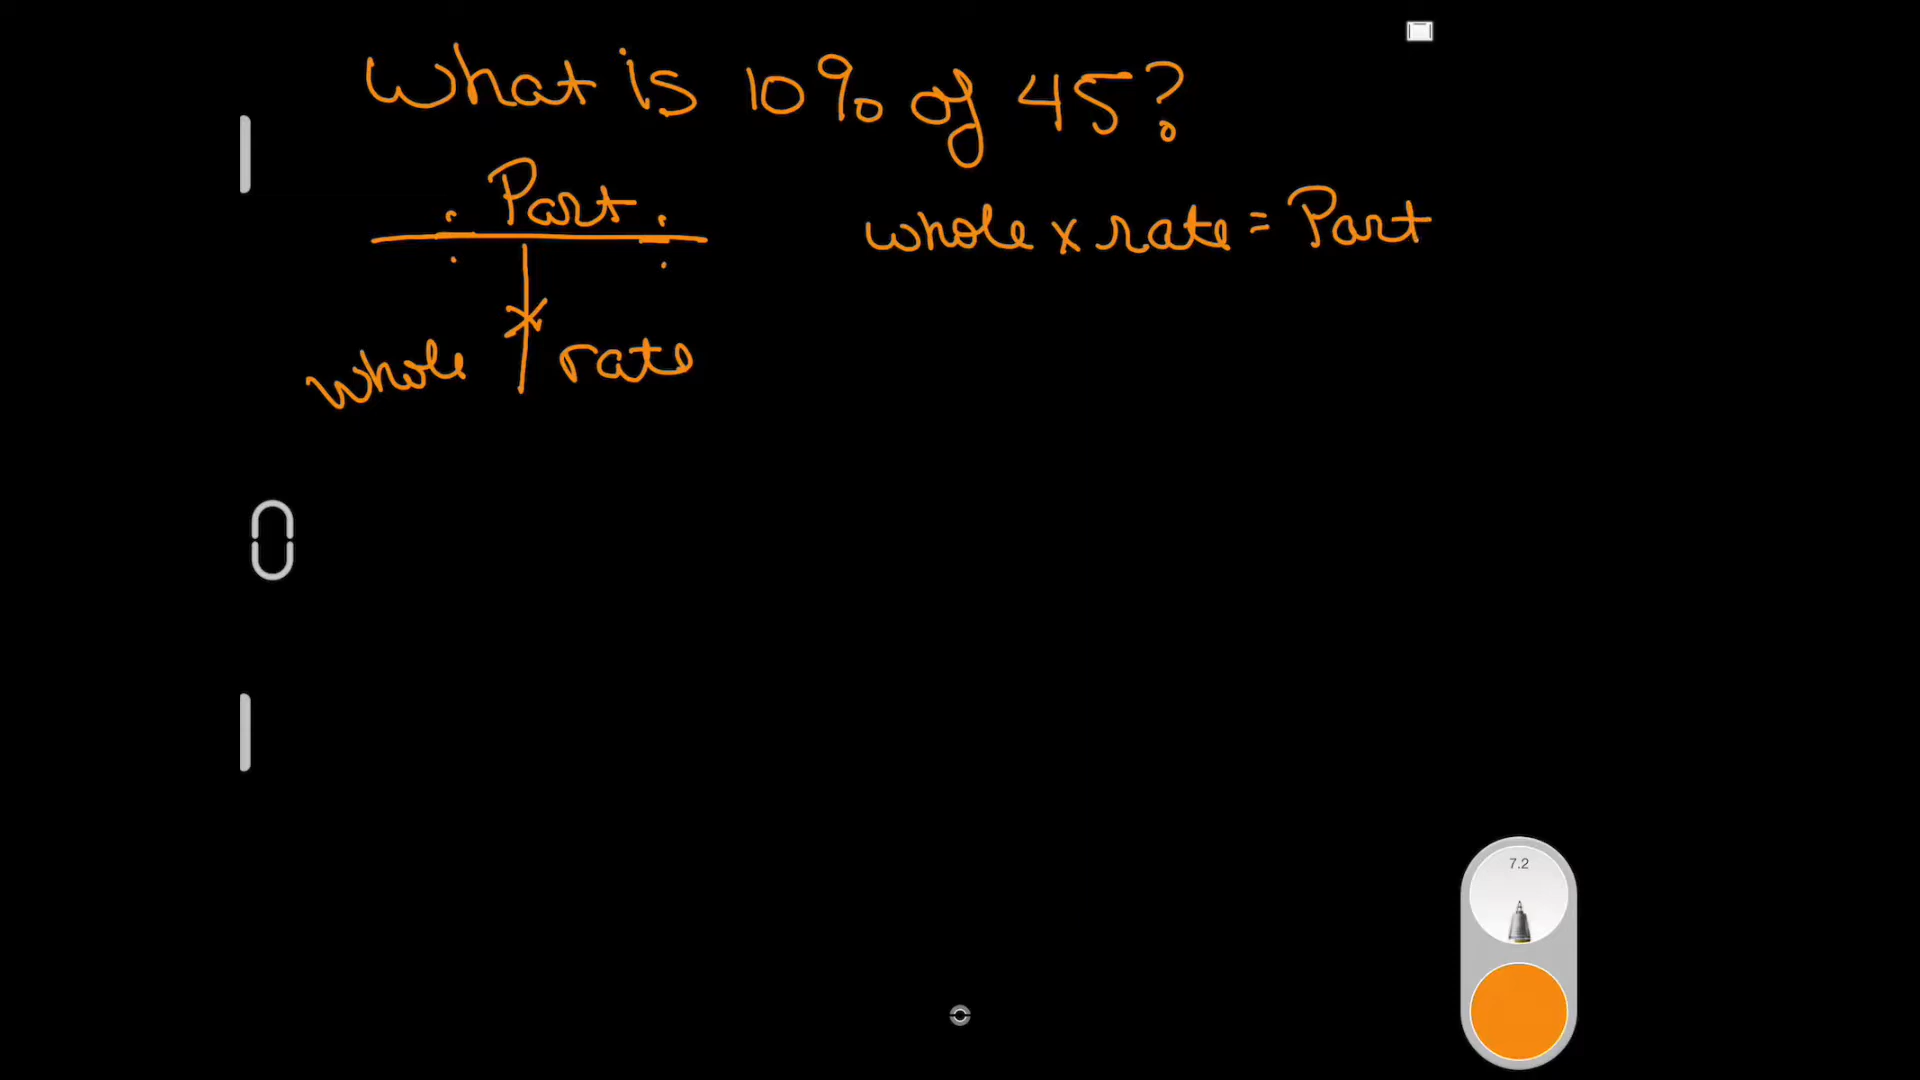 What is 10% of 45?
Part
whole x rate = Part
whole x rate
7.2